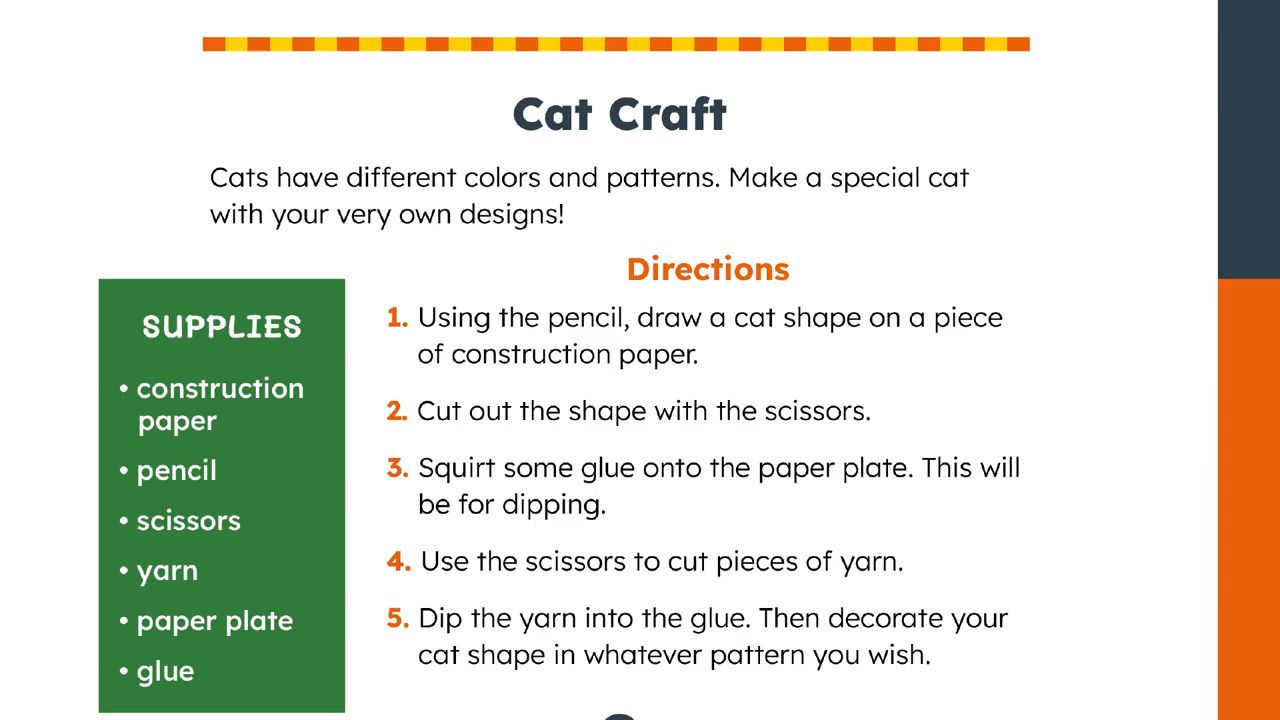 Cat Craft
Cats have different colors and patterns. Make a special cat
with your very own designs!
Directions
1. Using the pencil, draw a cat shape on a piece
of construction paper.
2. Cut out the shape with the scissors.
3. Squirt some glue onto the paper plate. This will
be for dipping.
4. Use the scissors to cut pieces of yarn.
5. Dip the yarn into the glue. Then decorate your
cat shape in whatever pattern you wish.
SUPPLIES
• construction
paper
• pencil
• scissors
• yarn
• paper plate
• glue